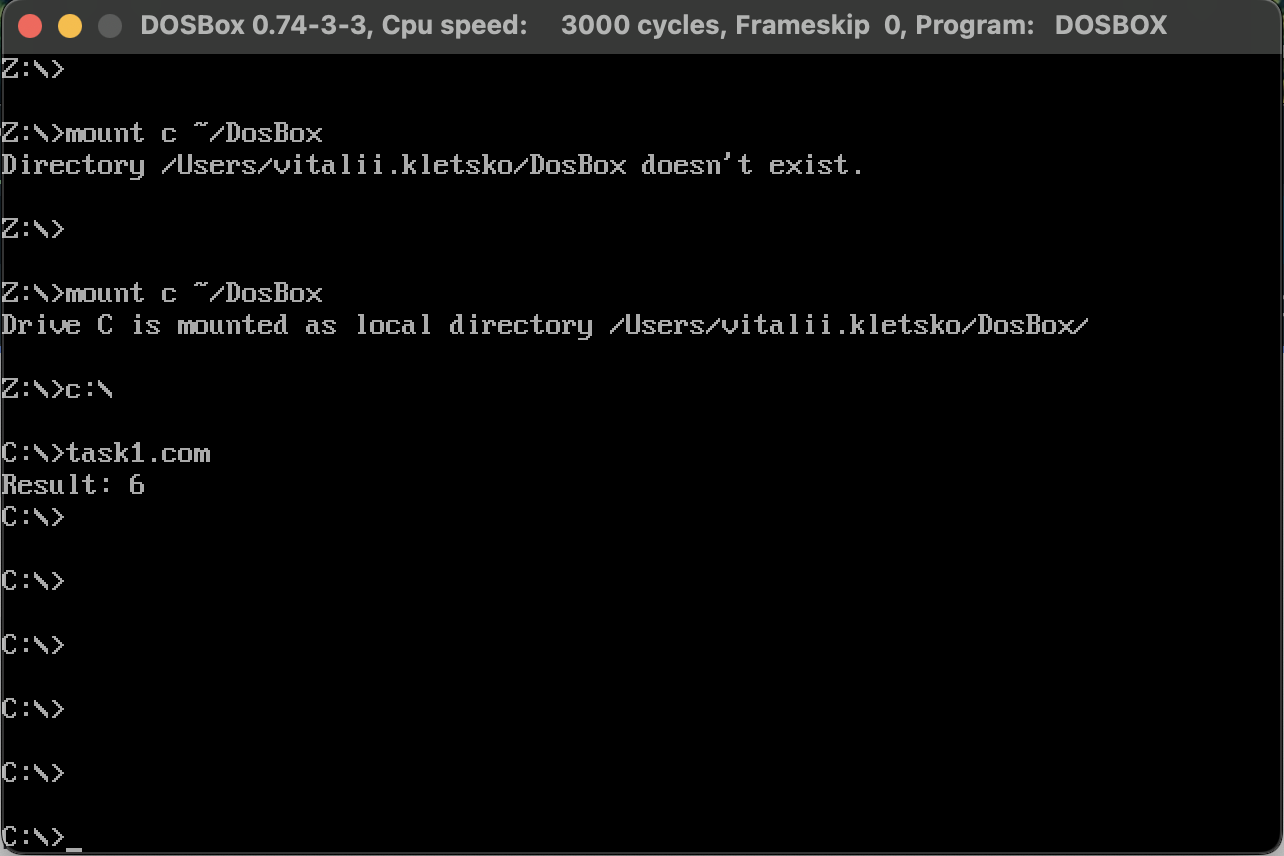 DOSBox 0.74-3-3, Cpu speed:    3000 cycles, Frameskip  0, Program:   DOSBOX
Z:\>
Z:\>mount c ~/DosBox
Directory /Users/vitalii.kletsko/DosBox doesn't exist.
Z:\>
Z:\>mount c ~/DosBox
Drive C is mounted as local directory /Users/vitalii.kletsko/DosBox/
Z:\>c:\
C:\>task1.com
Result: 6
C:\>
C:\>
C:\>
C:\>
C:\>
C:\>_